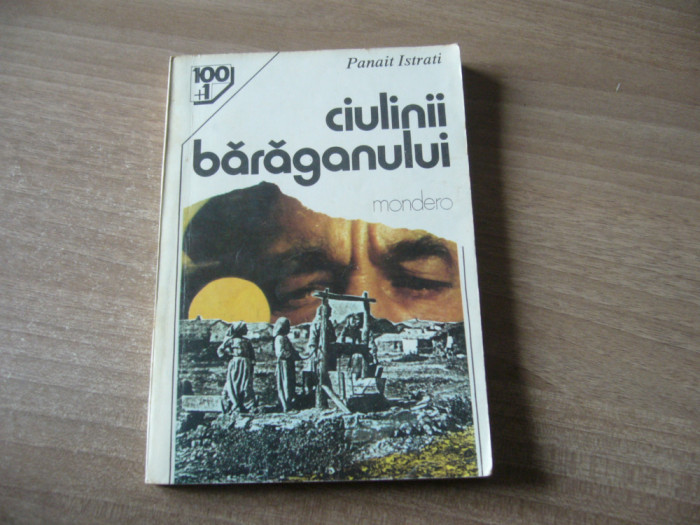 100
+1
Panait Istrati
ciulinii
bărăganului
mondero